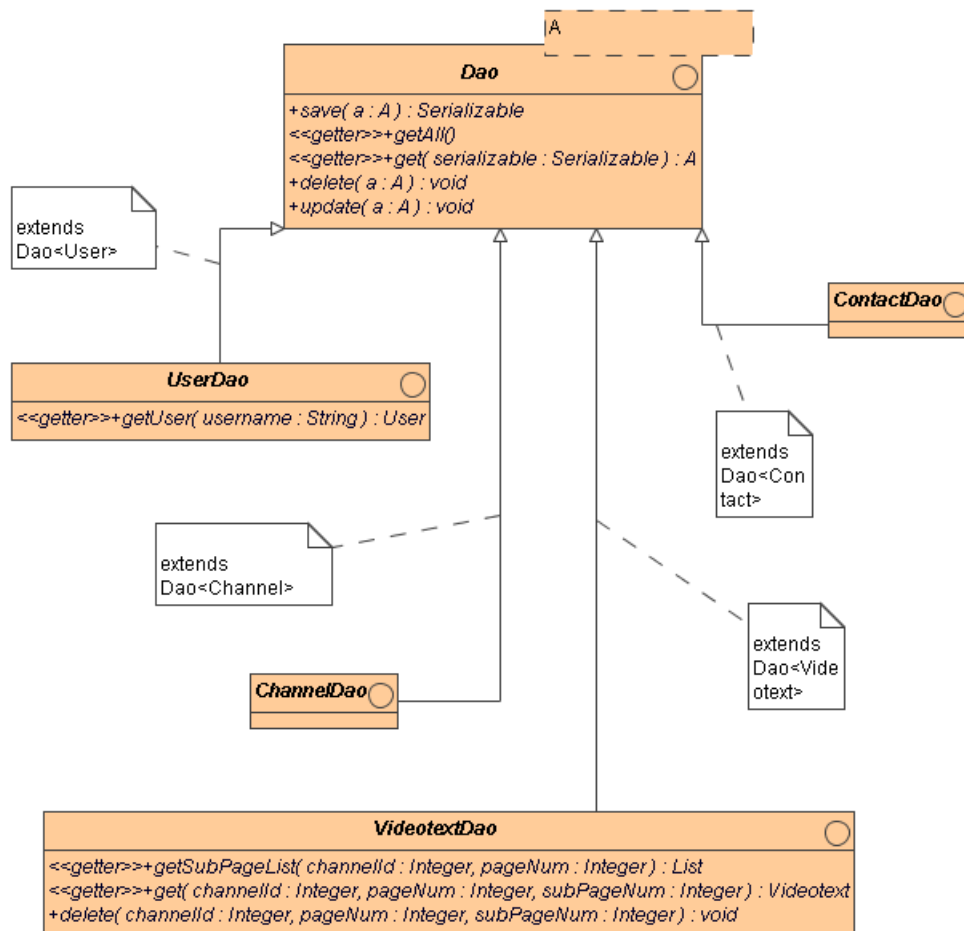 A
Dao
+save( a : A ) : Serializable
<<getter>>+getAll()
<<getter>>+get( serializable : Serializable ) : A
+delete( a : A ) : void
+update( a : A ) : void
extends
Dao<User>
ContactDao
UserDao
<<getter>>+getUser( username : String ) : User
extends
Dao<Con
tact>
extends
Dao<Channel>
extends
Dao<Vide
otext>
ChannelDao
VideotextDao
<<getter>>+getSubPageList( channelId : Integer, pageNum : Integer ) : List
<<getter>>+get( channelId : Integer, pageNum : Integer, subPageNum : Integer ) : Videotext
+delete( channelId : Integer, pageNum : Integer, subPageNum : Integer ) : void